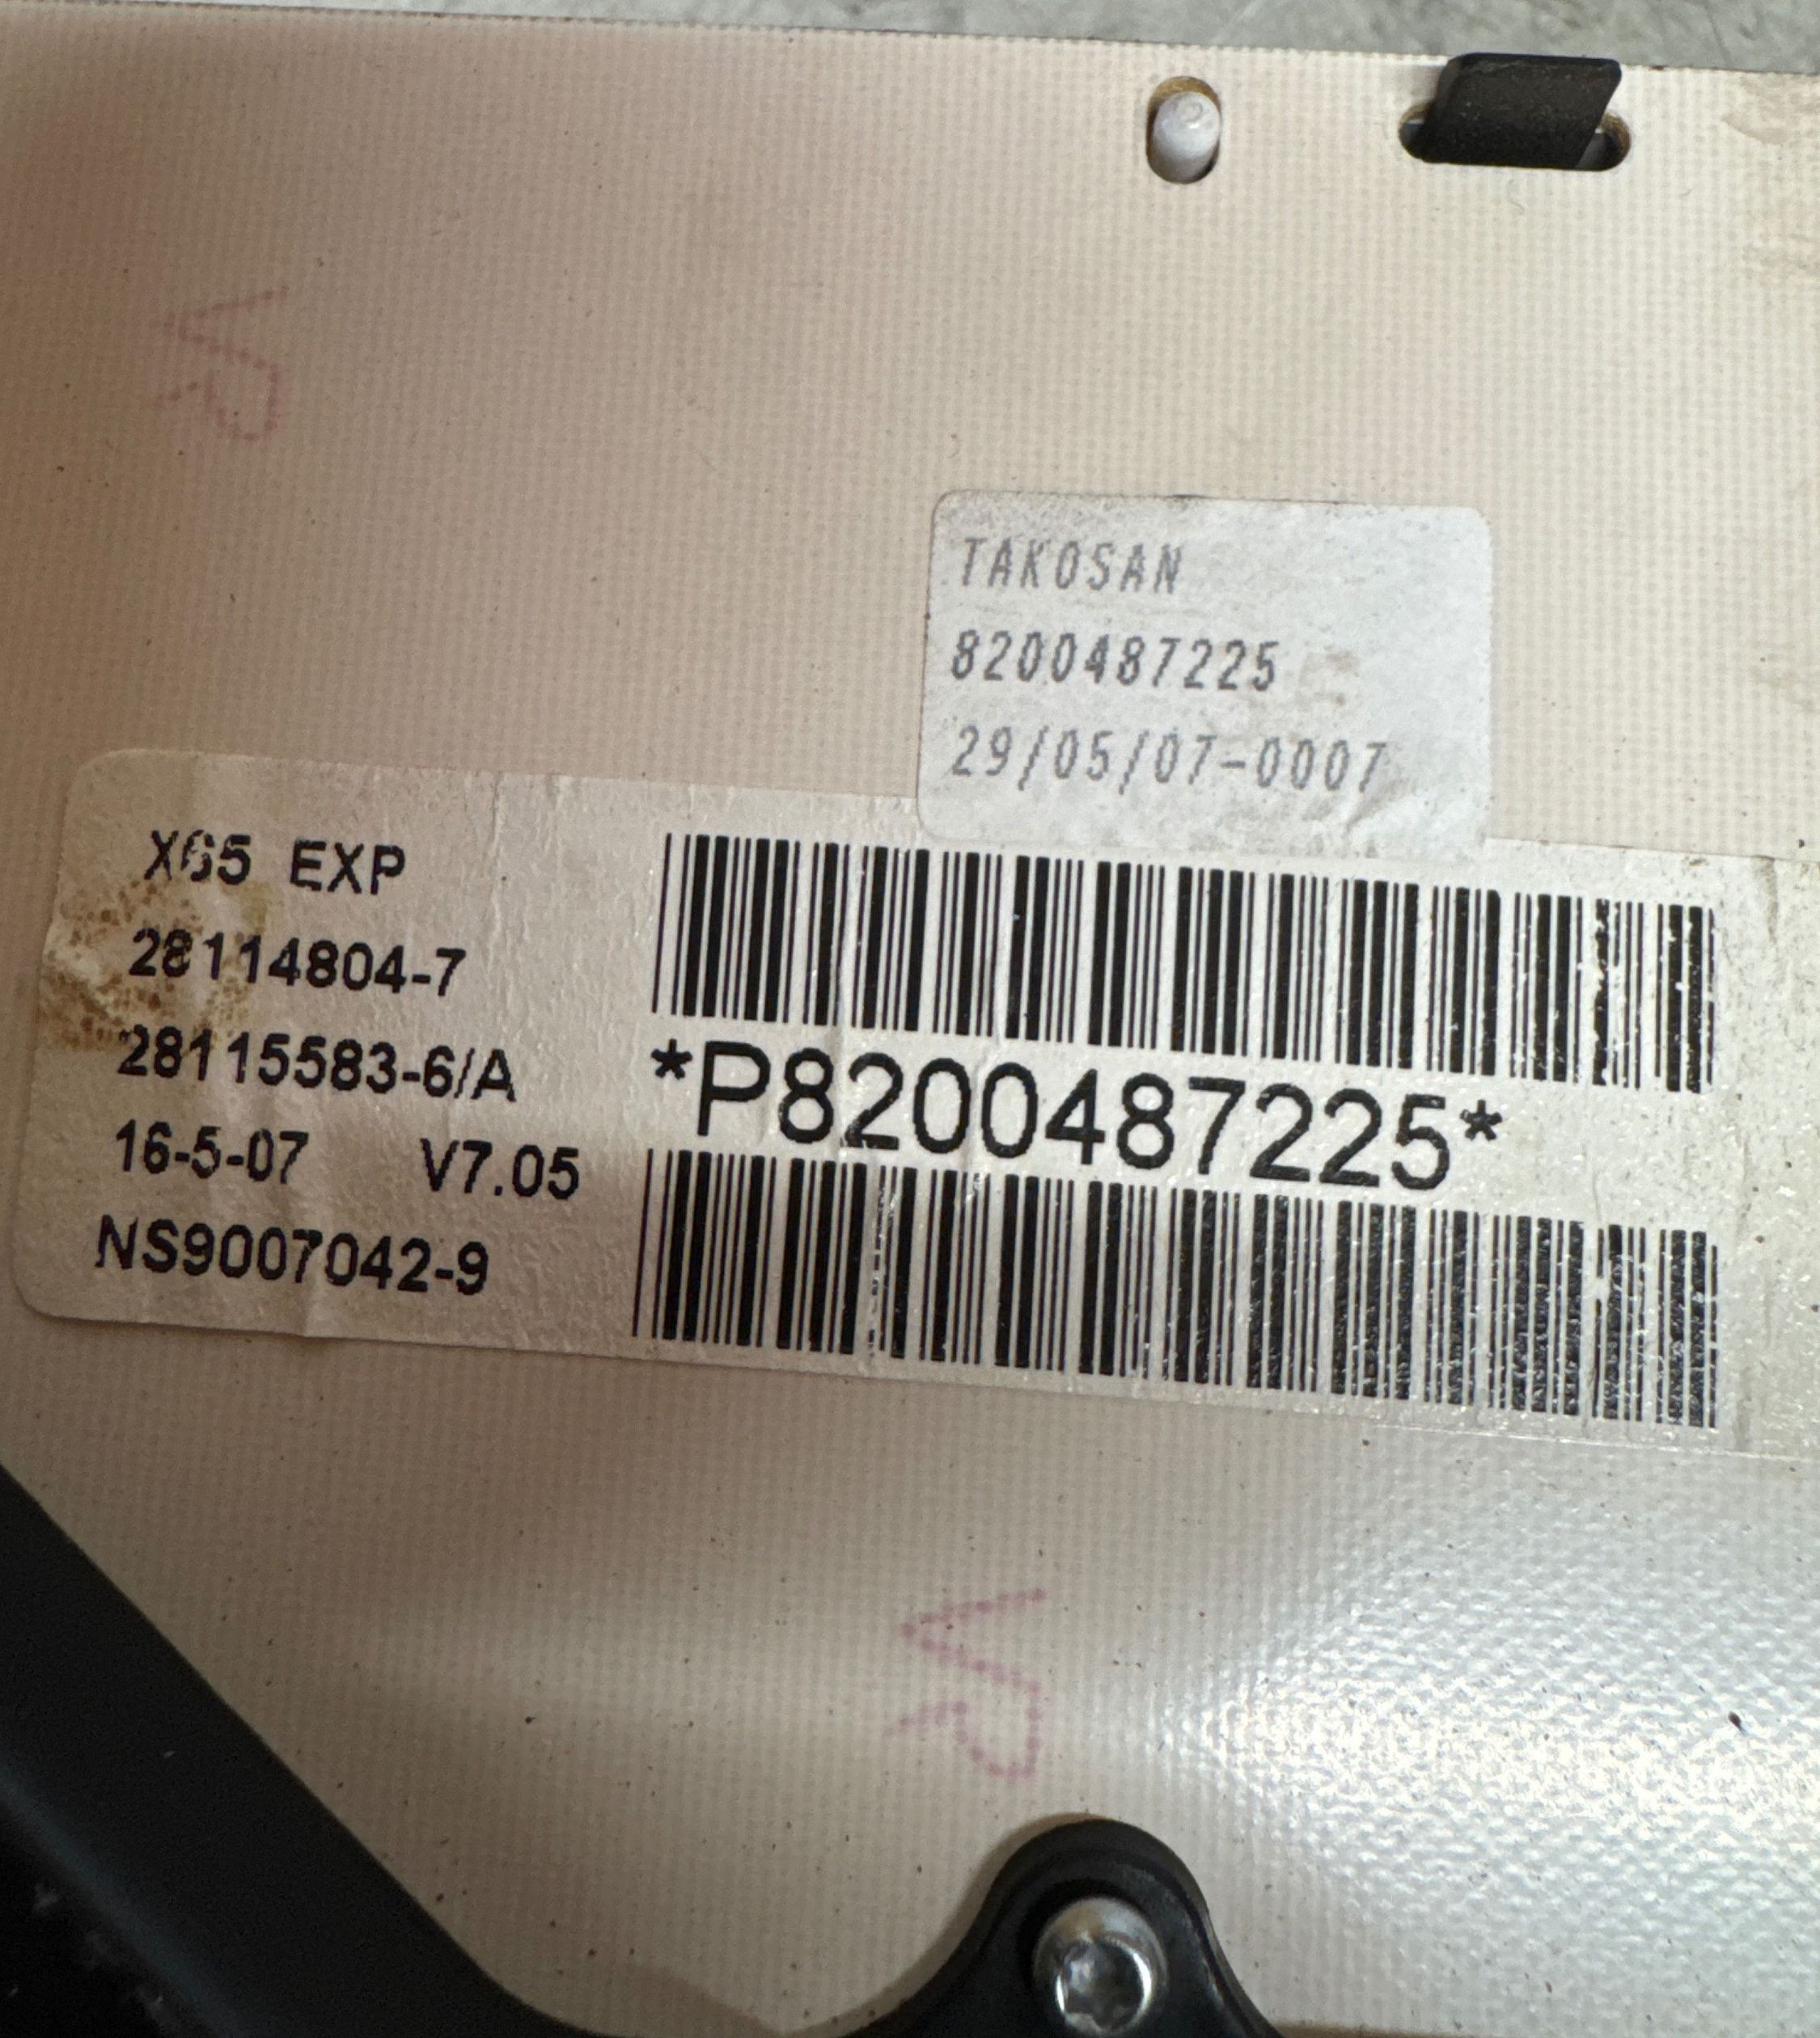 TAKOSAN
8200487225
29/05/07-0007
X65 EXP
28114804-7
28115583-6/A
16-5-07 V7.05
NS9007042-9
*P8200487225*